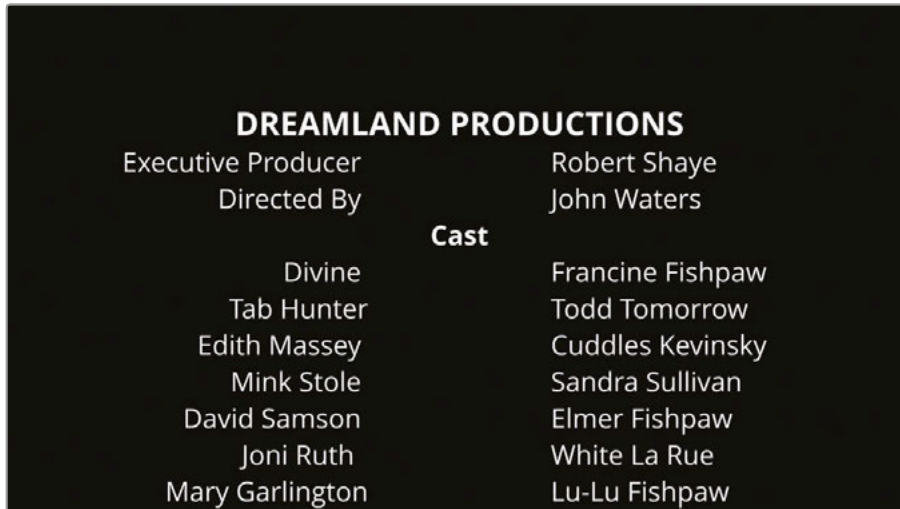 DREAMLAND PRODUCTIONS
Executive Producer Robert Shaye
Directed By John Waters
Cast
Divine Francine Fishpaw
Tab Hunter Todd Tomorrow
Edith Massey Cuddles Kevinsky
Mink Stole Sandra Sullivan
David Samson Elmer Fishpaw
Joni Ruth White La Rue
Mary Garlington Lu-Lu Fishpaw